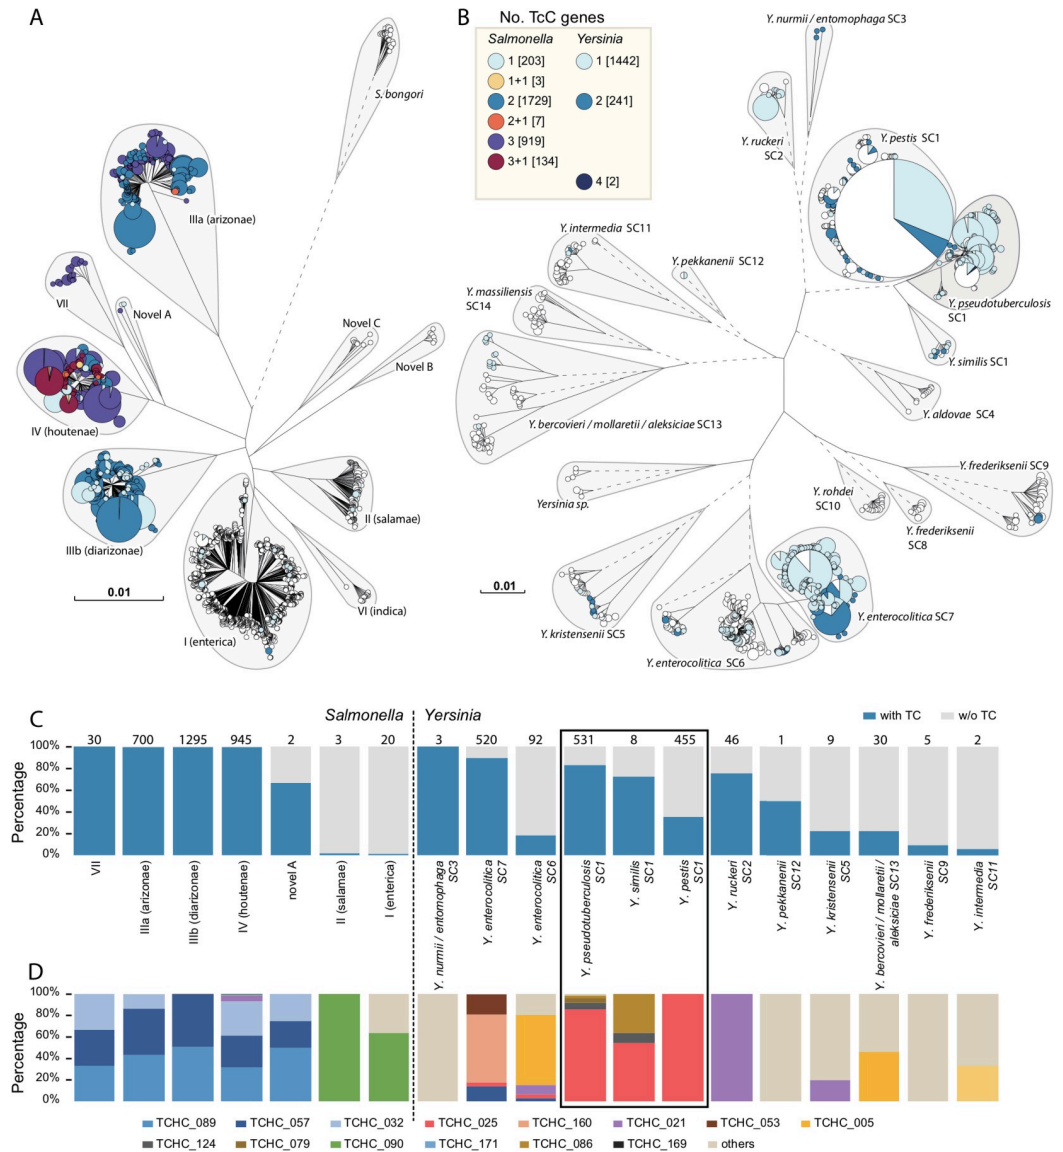 A
S. bongori
IIIa (arizonae)
VII
Novel A
Novel C
Novel B
IV (houtenae)
IIIb (diarizonae)
II (salamae)
VI (indica)
I (enterica)
0.01
B
No. TcC genes
Salmonella Yersinia
1 [203] 1 [1442]
1+1 [3]
2 [1729] 2 [241]
2+1 [7]
3 [919]
3+1 [134]
4 [2]
Y. nurmii / entomophaga SC3
Y. ruckeri
SC2
Y. pestis SC1
Y. intermedia SC11
Y. pekkanenii SC12
Y. massiliensis
SC14
Y. pseudotuberculosis
SC1
Y. similis SC1
Y. aldovae SC4
Y. bercovieri / mollaretii / aleksiciae SC13
Y. frederiksenii SC9
Yersinia sp.
Y. rohdei
SC10
Y. frederiksenii
SC8
0.01
Y. kristensenii SC5
Y. enterocolitica SC7
Y. enterocolitica SC6
C
Salmonella Yersinia
with TC w/o TC
30 700 1295 945 2 3 20 3 520 92 531 8 455 46 1 9 30 5 2
Percentage
100%
80%
60%
40%
20%
0%
VII
IIIa (arizonae)
IIIb (diarizonae)
IV (houtenae)
novel A
II (salamae)
I (enterica)
Y. nurmii / entomophaga
SC3
Y. enterocolitica
SC7
Y. enterocolitica
SC6
Y. pseudotuberculosis
SC1
Y. similis
SC1
Y. pestis
SC1
Y. ruckeri
SC2
Y. pekkanenii
SC12
Y. kristensenii
SC5
Y. bercovieri / mollaretii /
aleksiciae SC13
Y. frederiksenii
SC9
Y. intermedia
SC11
D
Percentage
100%
80%
60%
40%
20%
0%
TCHC_089 TCHC_057 TCHC_032 TCHC_025 TCHC_160 TCHC_021 TCHC_053 TCHC_005
TCHC_124 TCHC_079 TCHC_090 TCHC_171 TCHC_086 TCHC_169 others